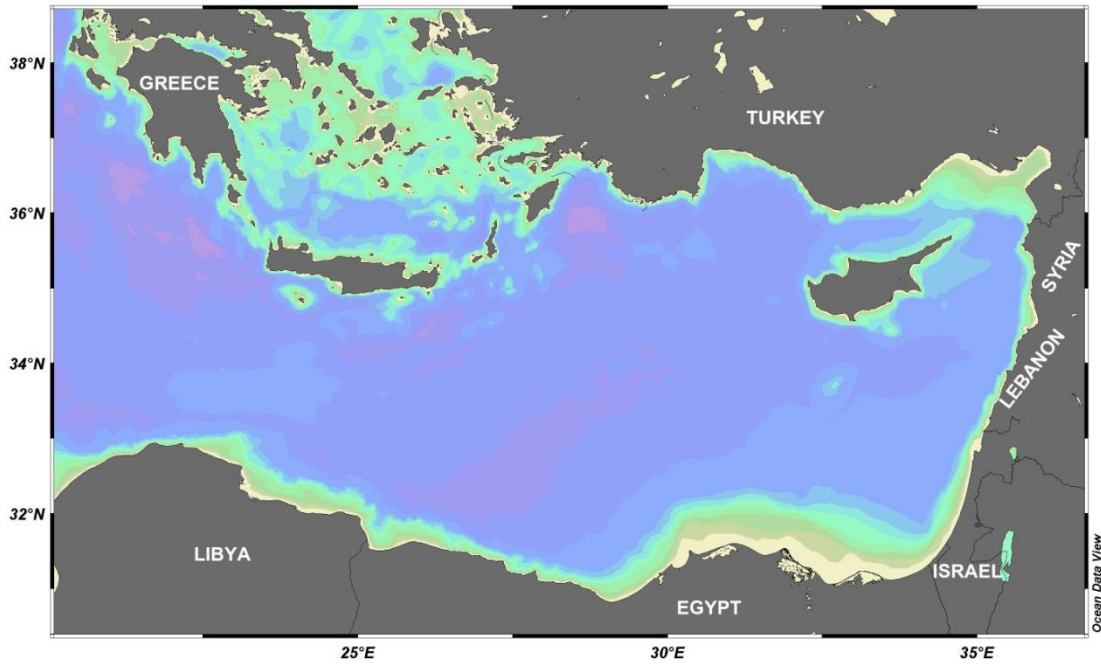 38°N
GREECE
TURKEY
36°N
SYRIA
34°N
LEBANON
32°N
LIBYA
ISRAEL
EGYPT
Ocean Data View
25°E
30°E
35°E